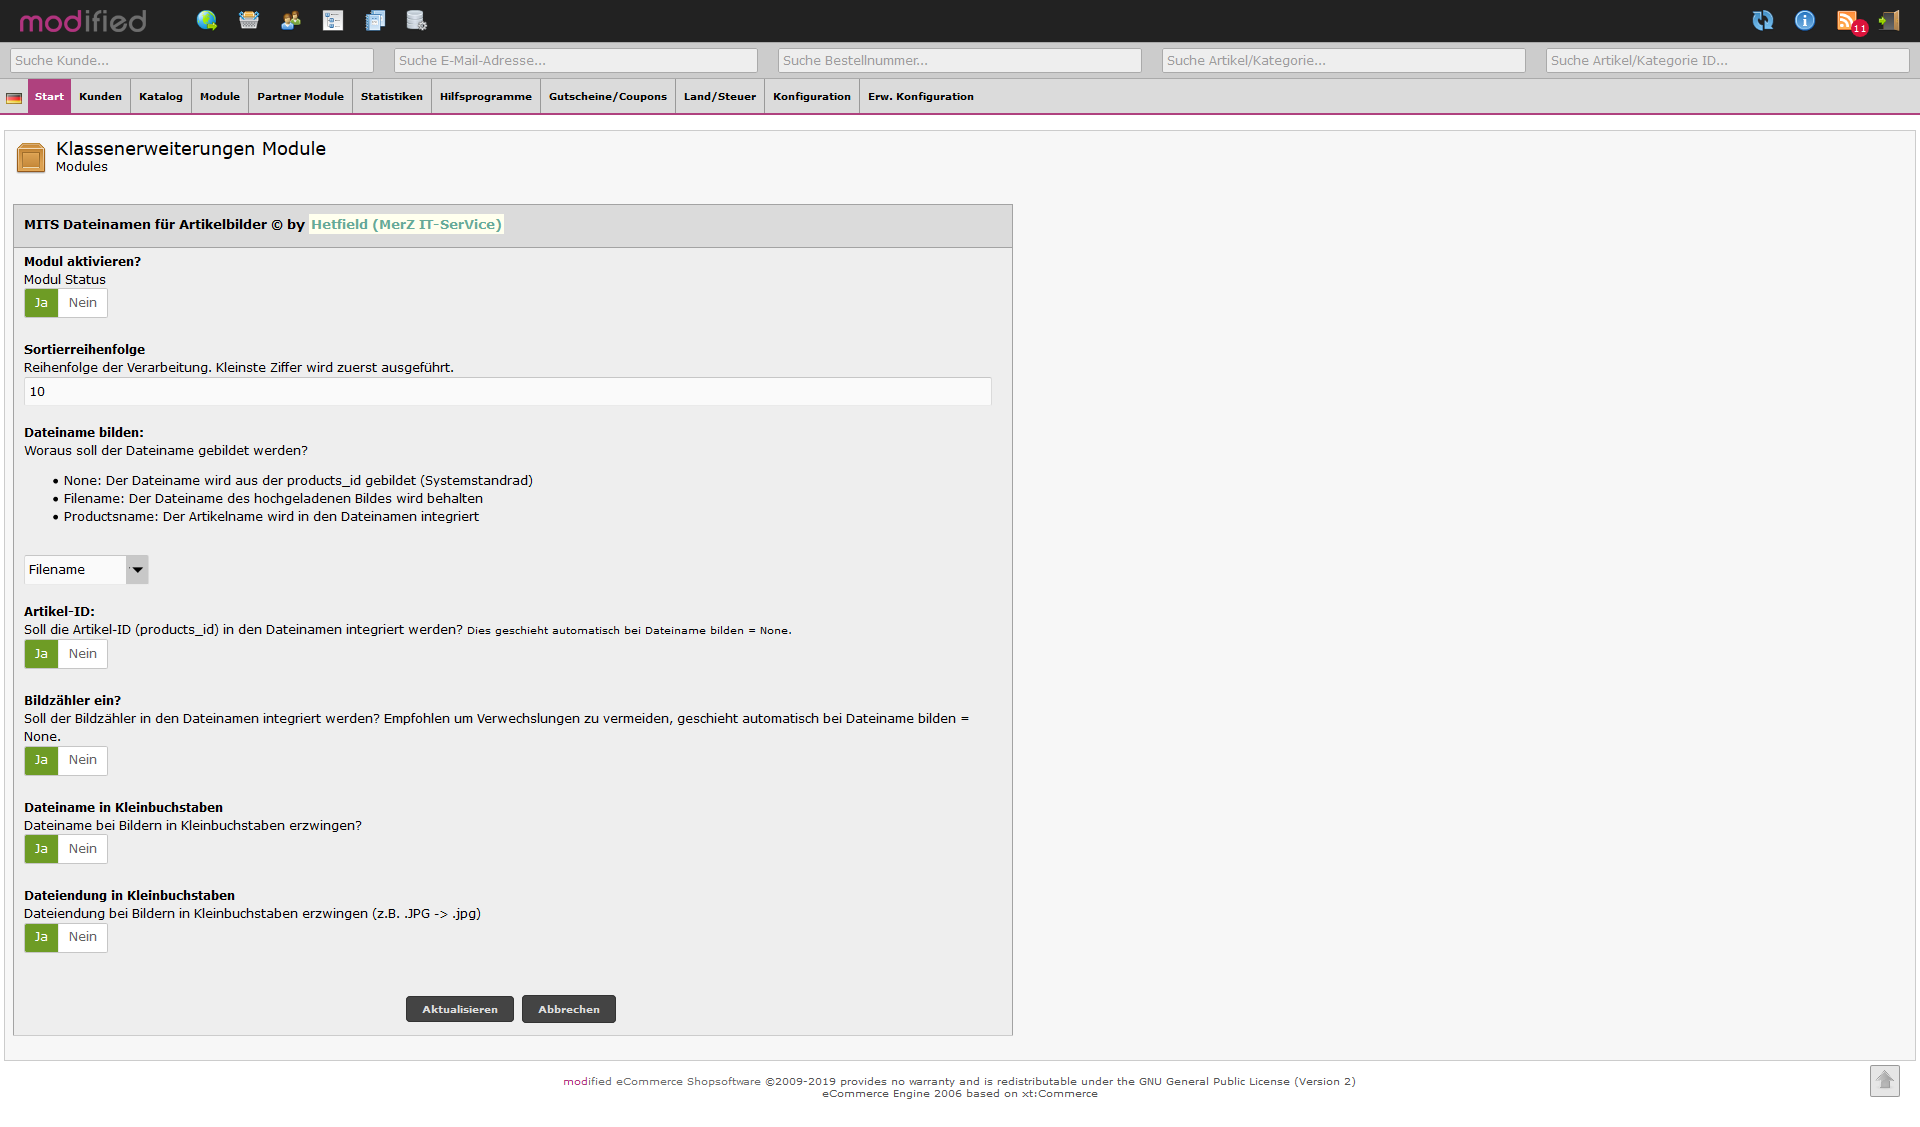 modified
11
Suche Kunde...
Suche E-Mail-Adresse...
Suche Bestellnummer...
Suche Artikel/Kategorie...
Suche Artikel/Kategorie ID...
Start
Kunden
Katalog
Module
Partner Module
Statistiken
Hilfsprogramme
Gutscheine/Coupons
Land/Steuer
Konfiguration
Erw. Konfiguration
Klassenerweiterungen Module
Modules
MITS Dateinamen für Artikelbilder © by Hetfield (MerZ IT-SerVice)
Modul aktivieren?
Modul Status
Ja Nein
Sortierreihenfolge
Reihenfolge der Verarbeitung. Kleinste Ziffer wird zuerst ausgeführt.
10
Dateiname bilden:
Woraus soll der Dateiname gebildet werden?
• None: Der Dateiname wird aus der products_id gebildet (Systemstandrad)
• Filename: Der Dateiname des hochgeladenen Bildes wird behalten
• Productsname: Der Artikelname wird in den Dateinamen integriert
Filename
Artikel-ID:
Soll die Artikel-ID (products_id) in den Dateinamen integriert werden? Dies geschieht automatisch bei Dateiname bilden = None.
Ja Nein
Bildzähler ein?
Soll der Bildzähler in den Dateinamen integriert werden? Empfohlen um Verwechslungen zu vermeiden, geschieht automatisch bei Dateiname bilden =
None.
Ja Nein
Dateiname in Kleinbuchstaben
Dateiname bei Bildern in Kleinbuchstaben erzwingen?
Ja Nein
Dateiendung in Kleinbuchstaben
Dateiendung bei Bildern in Kleinbuchstaben erzwingen (z.B. .JPG -> .jpg)
Ja Nein
Aktualisieren
Abbrechen
modified eCommerce Shopsoftware ©2009-2019 provides no warranty and is redistributable under the GNU General Public License (Version 2)
eCommerce Engine 2006 based on xt:Commerce